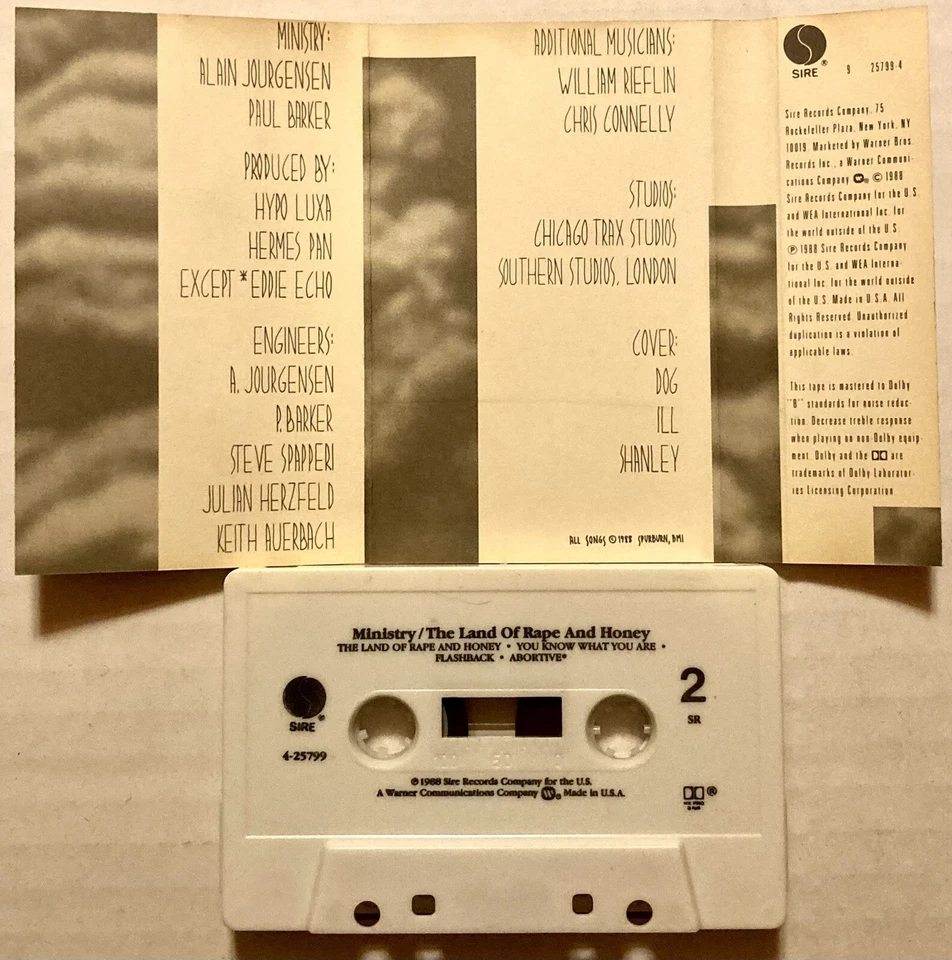 MINISTRY:
ALAIN JOURGENSEN
PAUL BARKER
PRODUCED BY:
HYPO LUXA
HERMES PAN
EXCEPT *EDDIE ECHO
ENGINEERS:
A. JOURGENSEN
P. BARKER
STEVE SPAPPERI
JULIAN HERZFELD
KEITH AUERBACH
ADDITIONAL MUSICIANS:
WILLIAM RIEFLIN
CHRIS CONNELLY
STUDIOS:
CHICAGO TRAX STUDIOS
SOUTHERN STUDIOS, LONDON
COVER:
DOG
ILL
SHANLEY
ALL SONGS © 1988 SPURBURN, BMI
SIRE®
9 25799-4
Sire Records Company, 75
Rockefeller Plaza, New York, NY
10019. Marketed by Warner Bros.
Records Inc., a Warner Communi-
cations Company ® © 1988
Sire Records Company for the U.S.
and WEA International Inc. for
the world outside of the U.S.
℗ 1988 Sire Records Company
for the U.S. and WEA Interna-
tional Inc. for the world outside
of the U.S. Made in U.S.A. All
Rights Reserved. Unauthorized
duplication is a violation of
applicable laws.
This tape is mastered to Dolby
"B" standards for noise reduc-
tion. Decrease treble response
when playing on non-Dolby equip-
ment. Dolby and the are
trademarks of Dolby Laborator-
ies Licensing Corporation
Ministry/The Land Of Rape And Honey
THE LAND OF RAPE AND HONEY • YOU KNOW WHAT YOU ARE •
FLASHBACK • ABORTIVE*
SIRE®
4-25799
2
SR
℗1988 Sire Records Company for the U.S.
A Warner Communications Company ® Made in U.S.A.
®